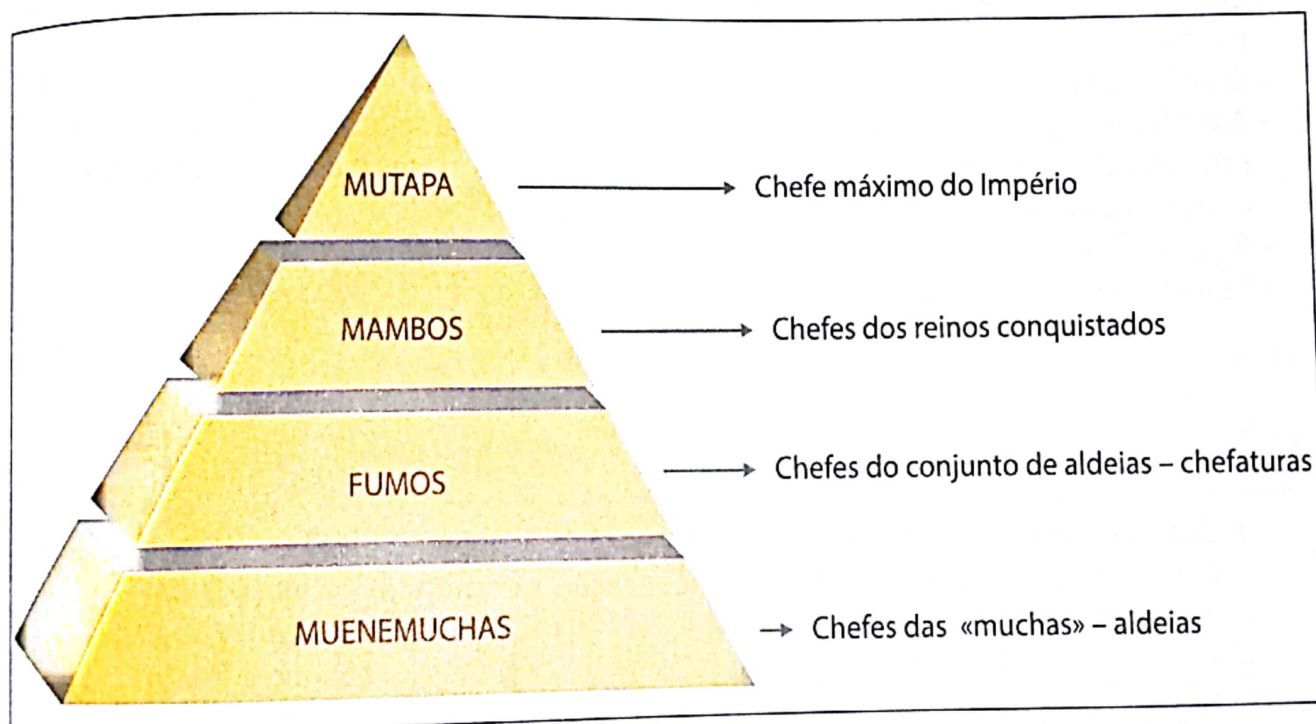 MUTAPA
Chefe máximo do Império
MAMBOS
Chefes dos reinos conquistados
FUMOS
Chefes do conjunto de aldeias – chefaturas
MUENEMUCHAS
Chefes das «muchas» – aldeias